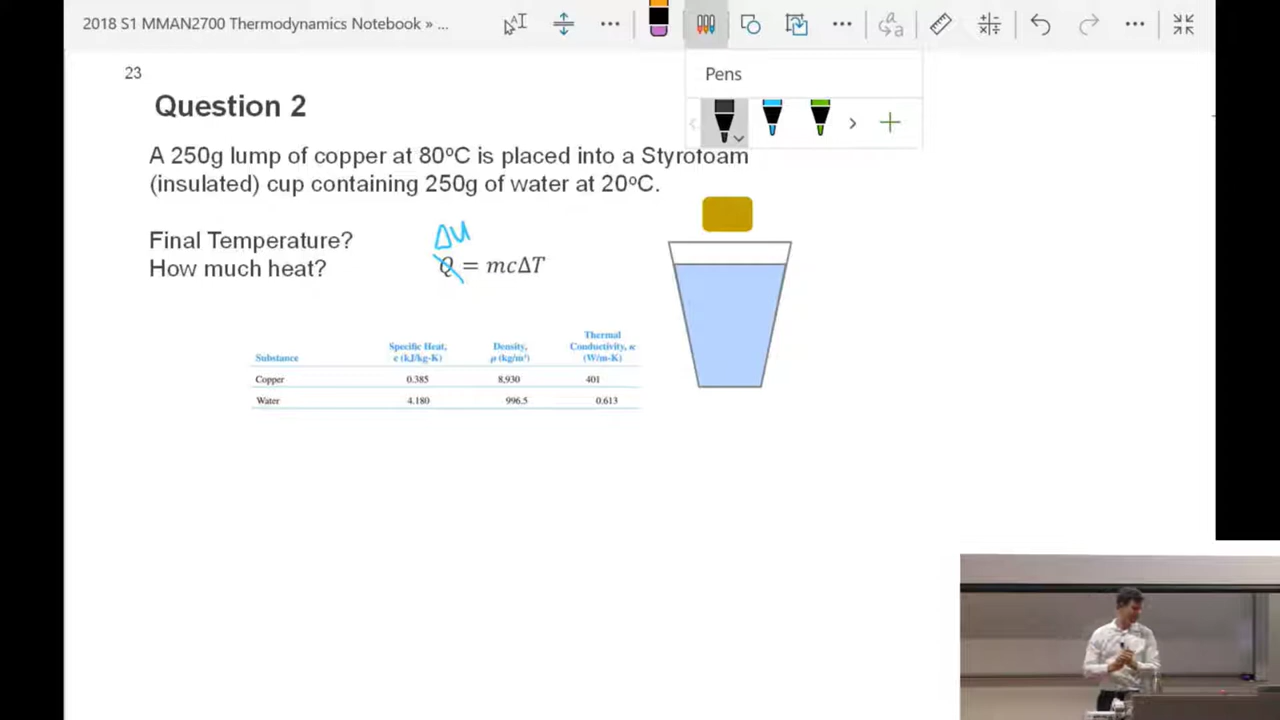 2018 S1 MMAN2700 Thermodynamics Notebook » ...
Pens
23
Question 2
A 250g lump of copper at 80ºC is placed into a Styrofoam
(insulated) cup containing 250g of water at 20ºC.
Final Temperature?
How much heat?
ΔU
Q = mcΔT
Substance Specific Heat, c (kJ/kg-K) Density, ρ (kg/m³) Thermal Conductivity, κ (W/m-K)
Copper 0.385 8,930 401
Water 4.180 996.5 0.613